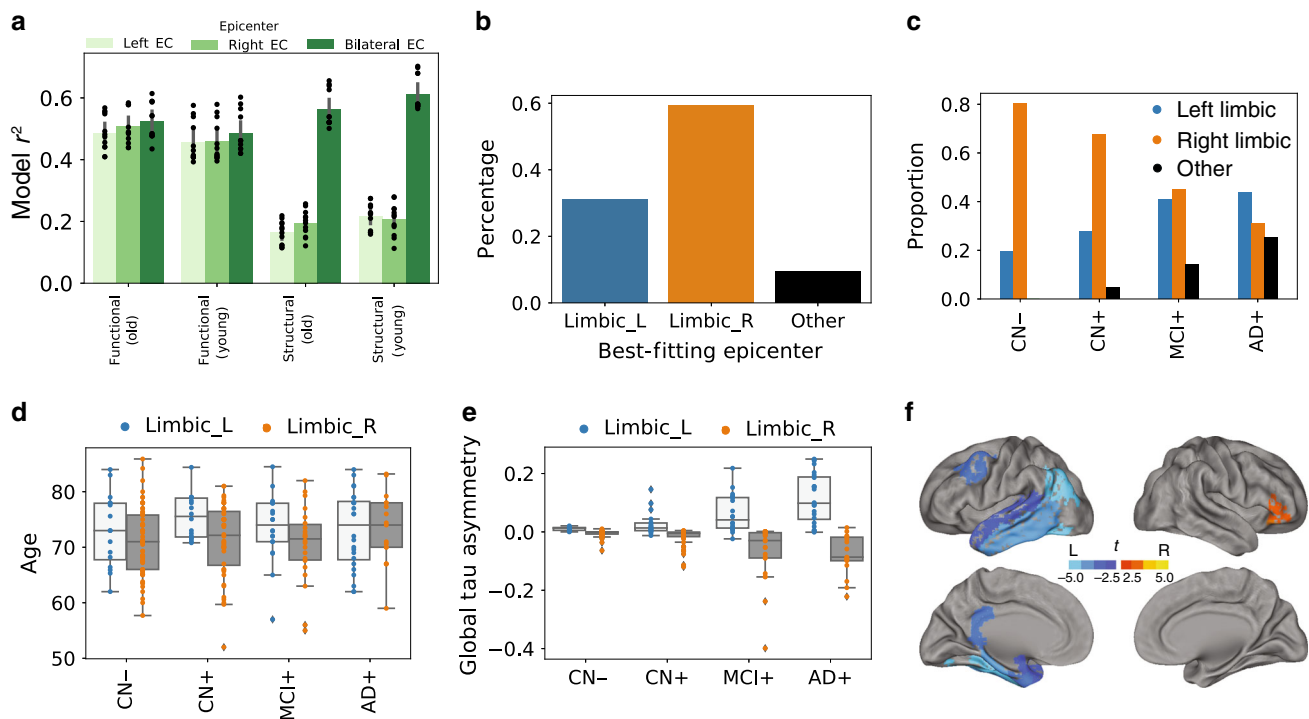 a
Epicenter
Left EC
Right EC
Bilateral EC
Model r²
0.6
0.4
0.2
0.0
Functional
(old)
Functional
(young)
Structural
(old)
Structural
(young)
b
Percentage
0.6
0.4
0.2
0.0
Limbic_L
Limbic_R
Other
Best-fitting epicenter
c
Proportion
0.8
0.4
0.0
Left limbic
Right limbic
Other
CN−
CN+
MCI+
AD+
d
Limbic_L
Limbic_R
Age
80
70
60
50
CN−
CN+
MCI+
AD+
e
Limbic_L
Limbic_R
Global tau asymmetry
0.2
0.0
−0.2
−0.4
CN−
CN+
MCI+
AD+
f
L
t
R
−5.0
−2.5
2.5
5.0